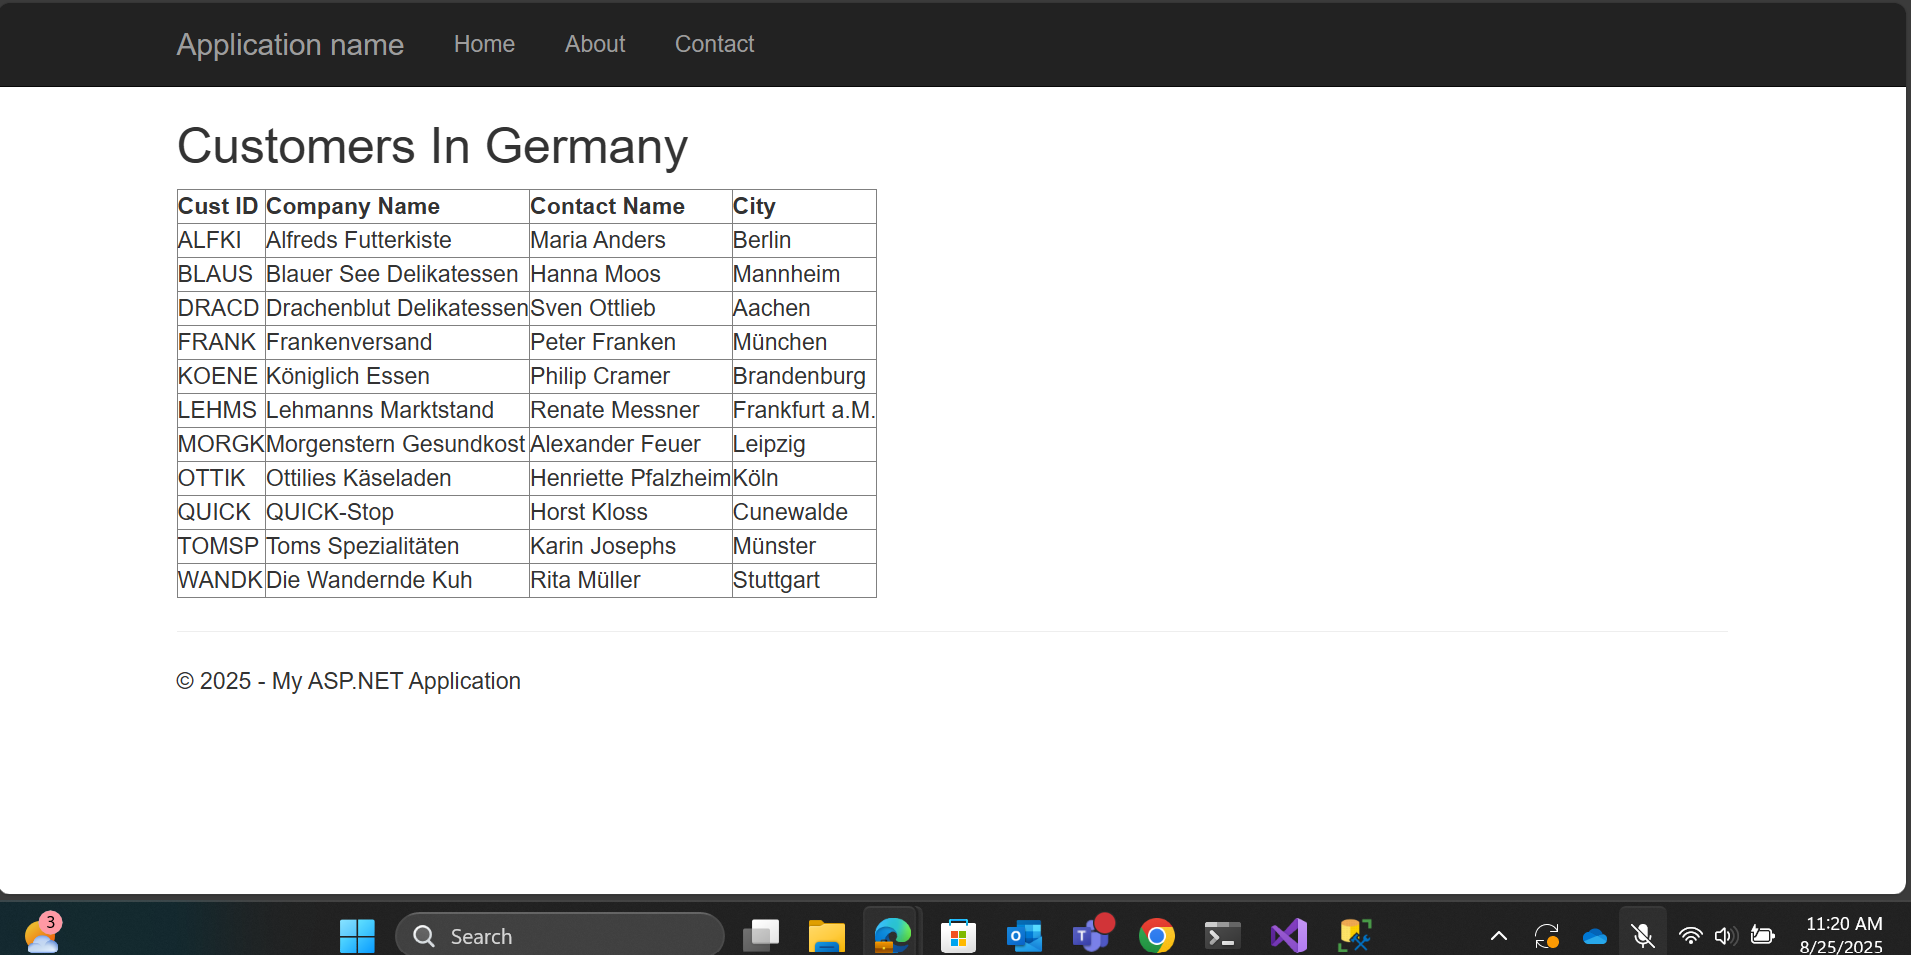 Application name Home About Contact
Customers In Germany
Cust ID Company Name Contact Name City
ALFKI Alfreds Futterkiste Maria Anders Berlin
BLAUS Blauer See Delikatessen Hanna Moos Mannheim
DRACD Drachenblut Delikatessen Sven Ottlieb Aachen
FRANK Frankenversand Peter Franken München
KOENE Königlich Essen Philip Cramer Brandenburg
LEHMS Lehmanns Marktstand Renate Messner Frankfurt a.M.
MORGK Morgenstern Gesundkost Alexander Feuer Leipzig
OTTIK Ottilies Käseladen Henriette Pfalzheim Köln
QUICK QUICK-Stop Horst Kloss Cunewalde
TOMSP Toms Spezialitäten Karin Josephs Münster
WANDK Die Wandernde Kuh Rita Müller Stuttgart
© 2025 - My ASP.NET Application
3 Search 11:20 AM
8/25/2025